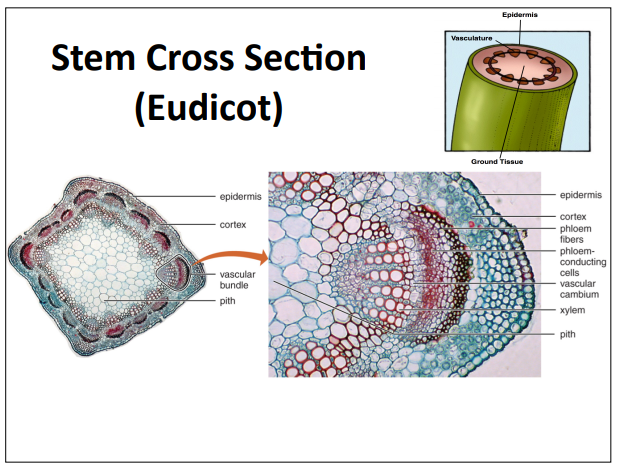 Stem Cross Section
(Eudicot)
Epidermis
Vasculature
Ground Tissue
epidermis
cortex
vascular
bundle
pith
epidermis
cortex
phloem
fibers
phloem-
conducting
cells
vascular
cambium
xylem
pith